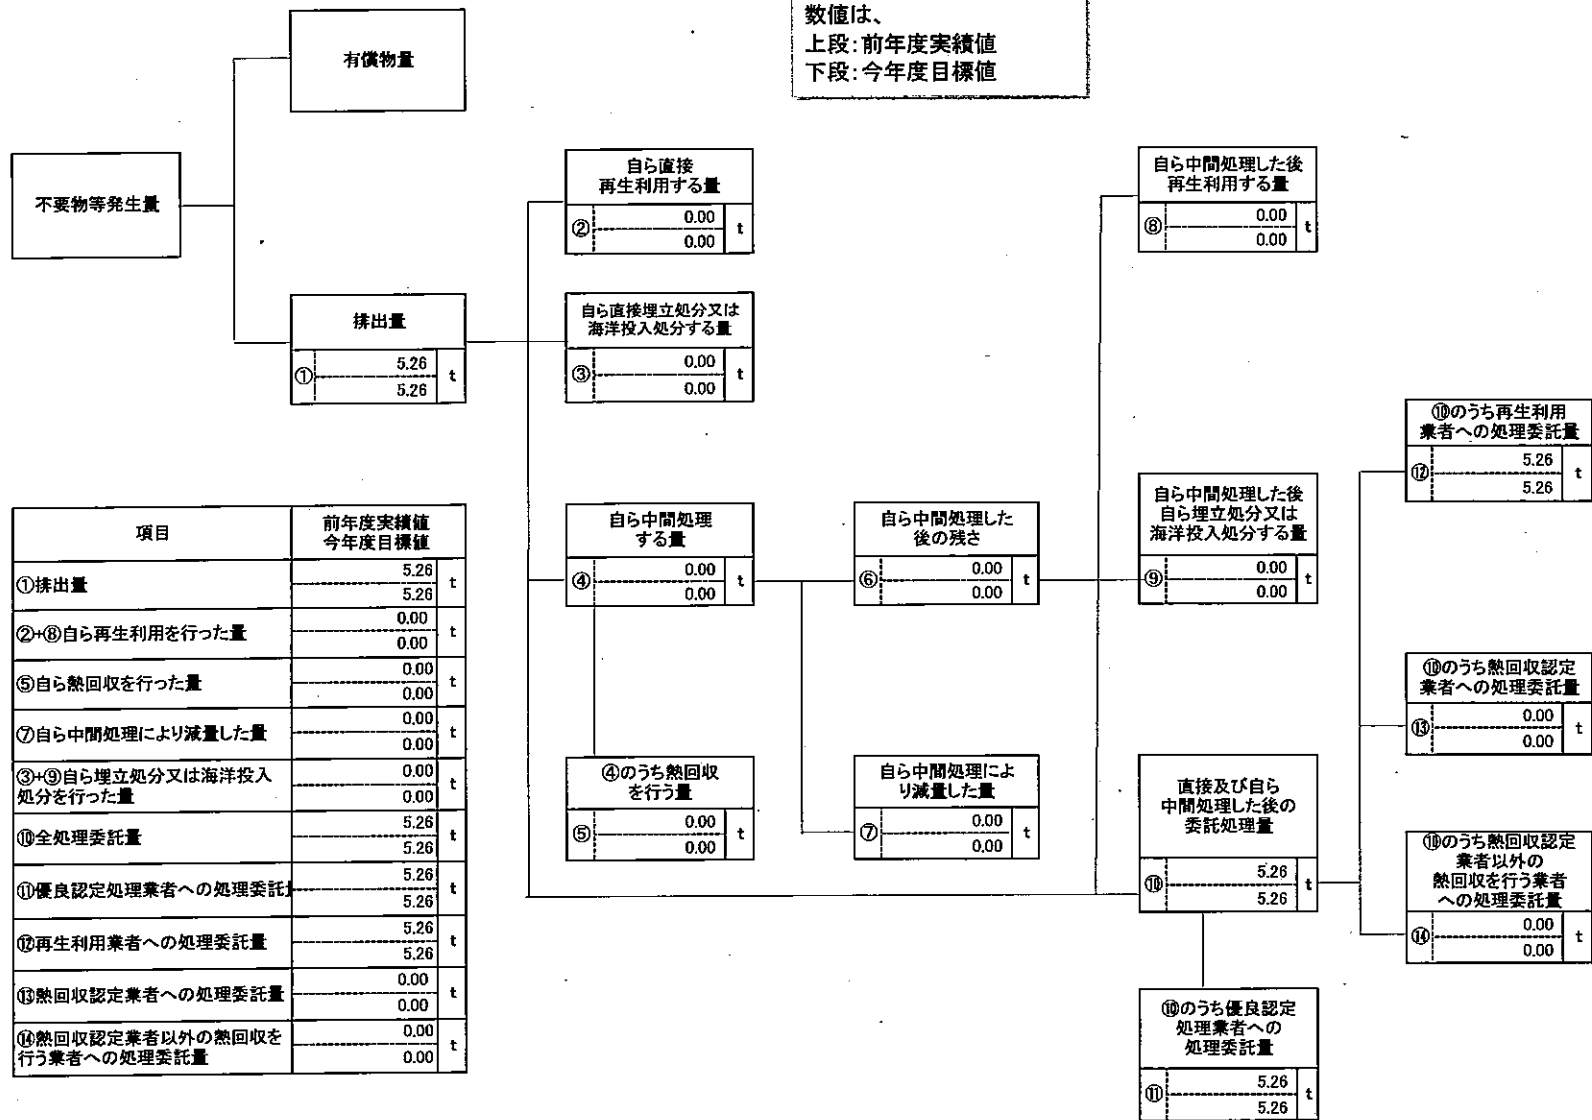 数値は、
上段:前年度実績値
下段:今年度目標値
有償物量
不要物等発生量
排出量
① 5.26 t
5.26
自ら直接
再生利用する量
② 0.00 t
0.00
自ら直接埋立処分又は
海洋投入処分する量
③ 0.00 t
0.00
自ら中間処理
する量
④ 0.00 t
0.00
④のうち熱回収
を行う量
⑤ 0.00 t
0.00
自ら中間処理した
後の残さ
⑥ 0.00 t
0.00
自ら中間処理によ
り減量した量
⑦ 0.00 t
0.00
自ら中間処理した後
再生利用する量
⑧ 0.00 t
0.00
自ら中間処理した後
自ら埋立処分又は
海洋投入処分する量
⑨ 0.00 t
0.00
直接及び自ら
中間処理した後の
委託処理量
⑩ 5.26 t
5.26
⑩のうち優良認定
処理業者への
処理委託量
⑪ 5.26 t
5.26
⑩のうち再生利用
業者への処理委託量
⑫ 5.26 t
5.26
⑩のうち熱回収認定
業者への処理委託量
⑬ 0.00 t
0.00
⑩のうち熱回収認定
業者以外の
熱回収を行う業者
への処理委託量
⑭ 0.00 t
0.00
項目 前年度実績値
今年度目標値
①排出量 5.26 t
5.26
②+⑧自ら再生利用を行った量 0.00 t
0.00
⑤自ら熱回収を行った量 0.00 t
0.00
⑦自ら中間処理により減量した量 0.00 t
0.00
③+⑨自ら埋立処分又は海洋投入
処分を行った量 0.00 t
0.00
⑩全処理委託量 5.26 t
5.26
⑪優良認定処理業者への処理委託 5.26 t
5.26
⑫再生利用業者への処理委託量 5.26 t
5.26
⑬熱回収認定業者への処理委託量 0.00 t
0.00
⑭熱回収認定業者以外の熱回収を
行う業者への処理委託量 0.00 t
0.00